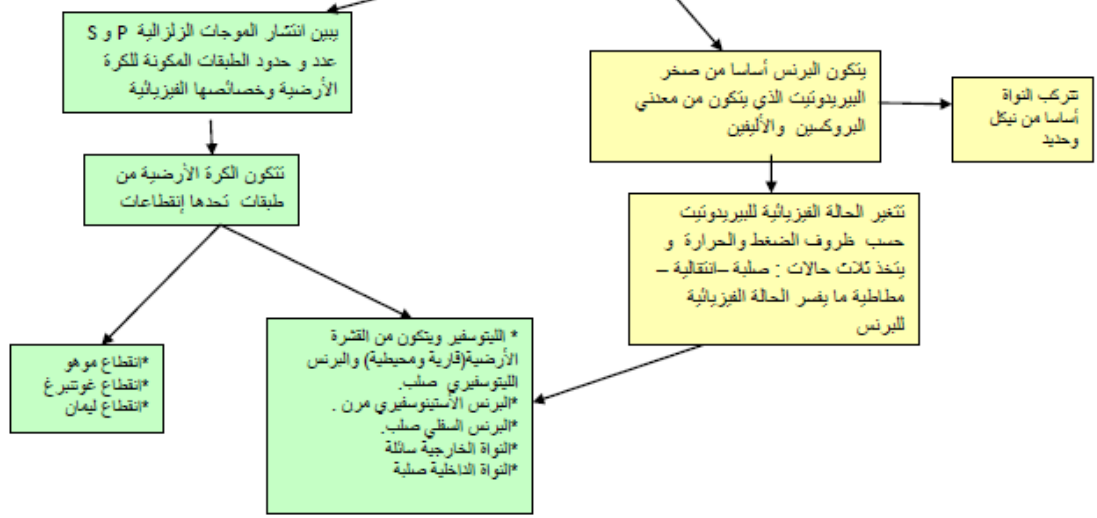 يبين انتشار الموجات الزلزالية P و S
عدد و حدود الطبقات المكونة للكرة
الأرضية وخصائصها الفيزيائية
يتكون البرنس أساسا من صخر
البيريدوتيت الذي يتكون من معدني
البروكسين والأليفين
تتركب النواة
أساسا من نيكل
وحديد
تتكون الكرة الأرضية من
طبقات تحدها إنقطاعات
تتغير الحالة الفيزيائية للبيريدوتيت
حسب ظروف الضغط والحرارة و
يتخذ ثلاث حالات : صلبة –انتقالية –
مطاطية ما يفسر الحالة الفيزيائية
للبرنس
*انقطاع موهو
*انقطاع غوتنبرغ
*انقطاع ليمان
* الليتوسفير ويتكون من القشرة
الأرضية(قارية ومحيطية) والبرنس
الليتوسفيري صلب.
*البرنس الأستينوسفيري مرن .
*البرنس السفلي صلب.
*النواة الخارجية سائلة
*النواة الداخلية صلبة